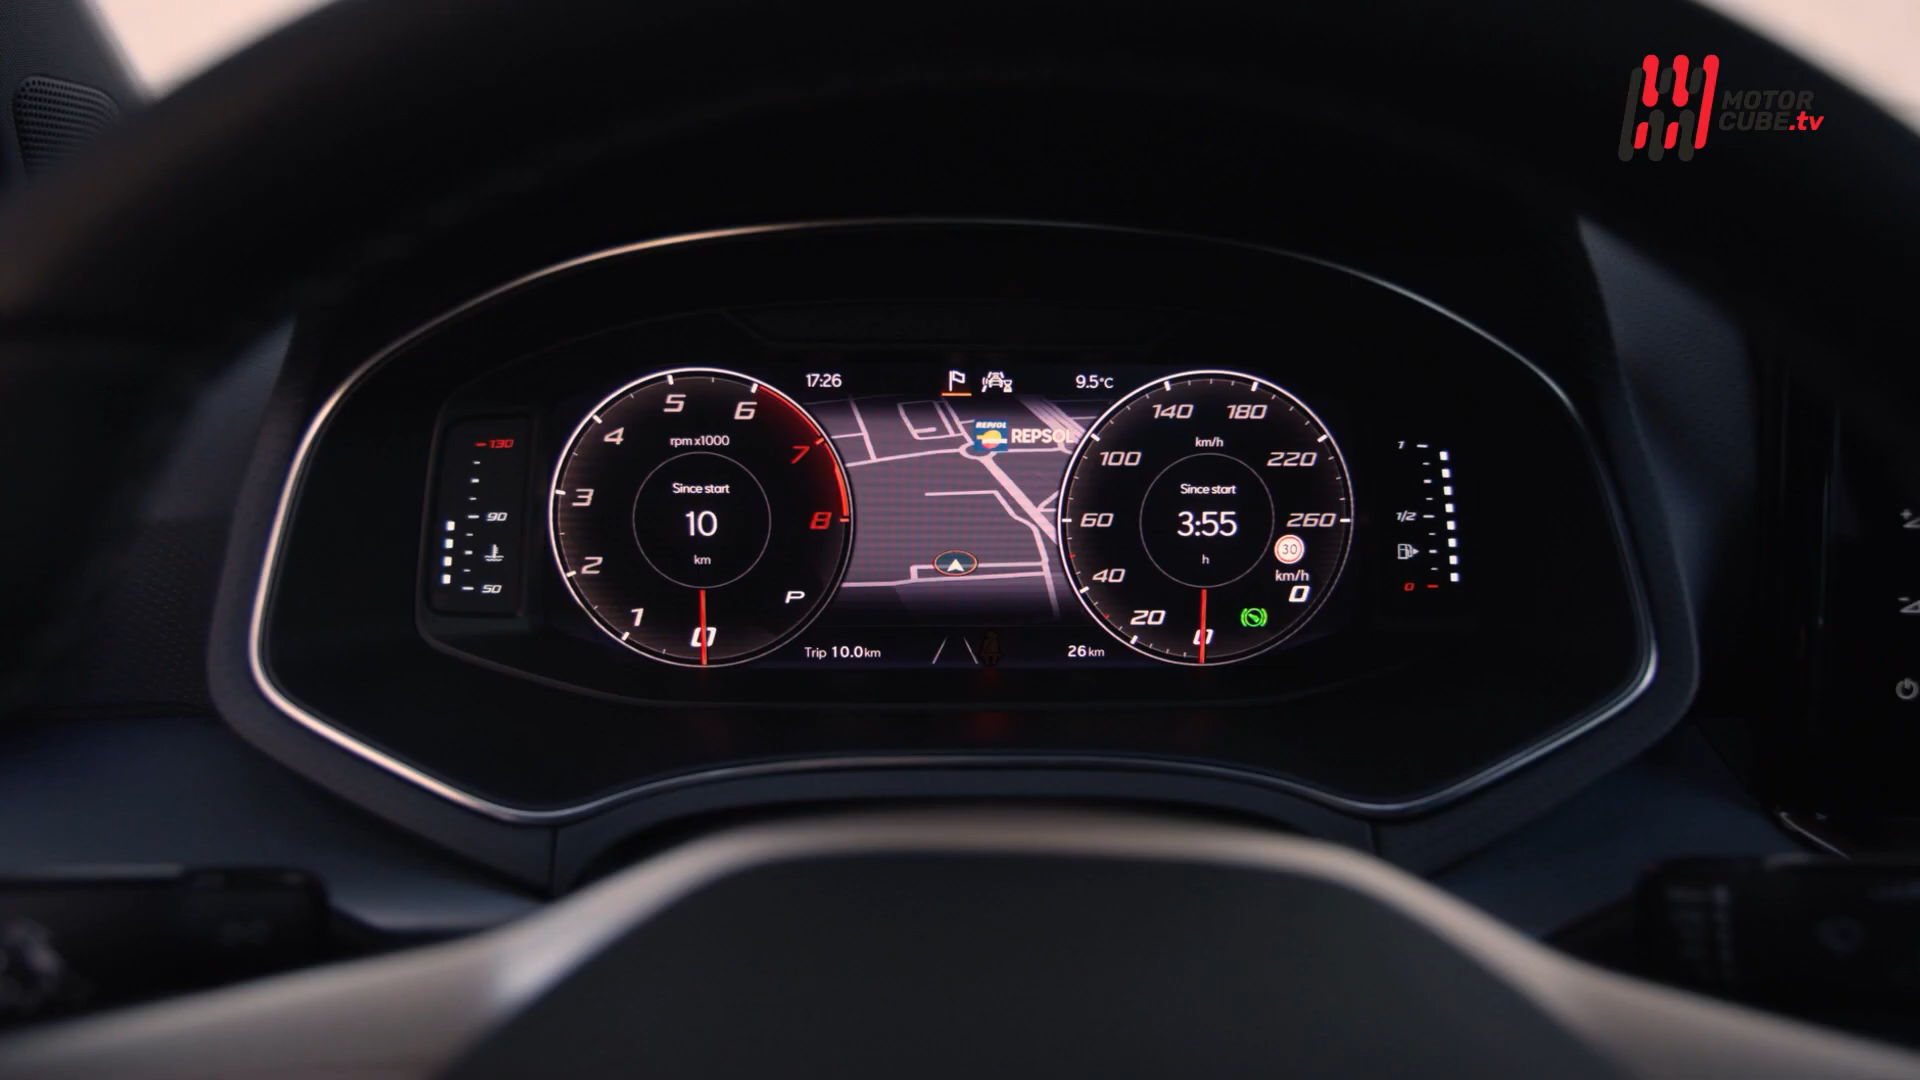 MOTOR
CUBE.tv
17:26
9.5°C
REPSOL
REPSOL
130
90
50
rpm x1000
Since start
10
km
0
1
2
3
4
5
6
7
8
P
km/h
Since start
3:55
h
0
20
40
60
100
140
180
220
260
30
km/h
0
1
1/2
0
Trip 10.0 km
26 km